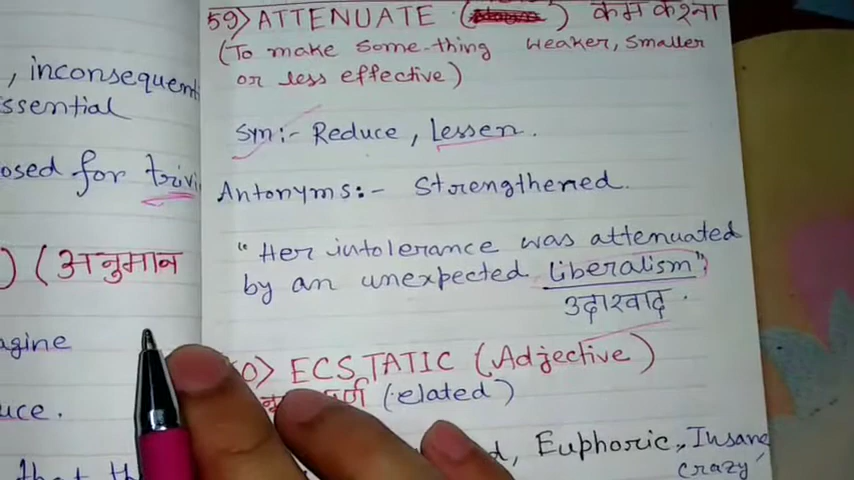 59) ATTENUATE ( ) कम करना
(To make some-thing weaker, smaller
or less effective)
Syn:- Reduce, lessen.
Antonyms:- Strengthened.
"Her intolerance was attenuated
by an unexpected liberalism"
उदारवाद.
ECSTATIC (Adjective)
(elated)
Euphoric, Insane
crazy
, inconsequent
ssential
osed for trivi
) (अनुमान
agine
uce.
that th